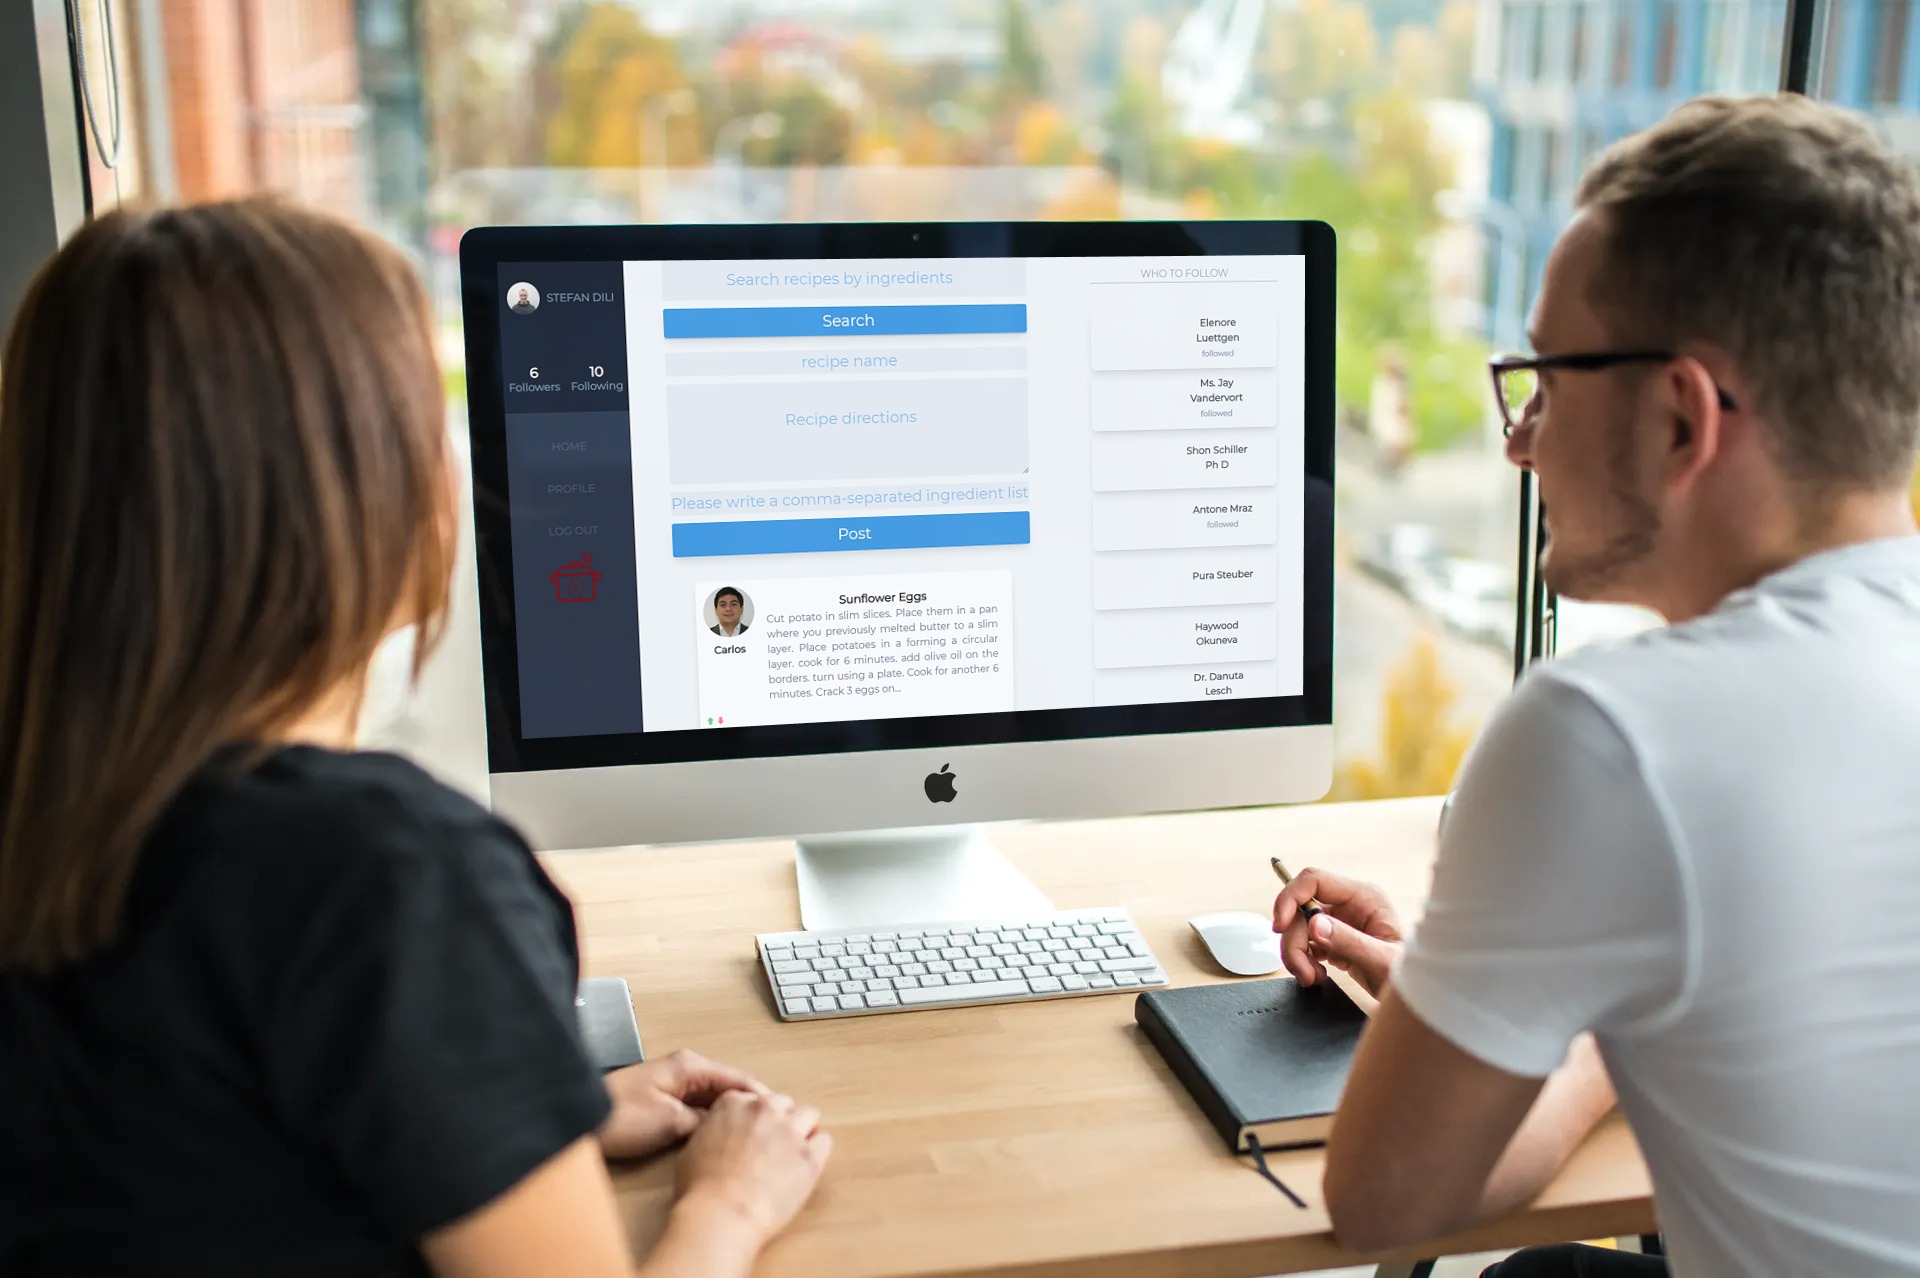 STEFAN DILI
6
Followers
10
Following
HOME
PROFILE
LOG OUT
Search recipes by ingredients
Search
recipe name
Recipe directions
Please write a comma-separated ingredient list
Post
Carlos
Sunflower Eggs
Cut potato in slim slices. Place them in a pan
where you previously melted butter to a slim
layer. Place potatoes in a forming a circular
layer. cook for 6 minutes. add olive oil on the
borders. turn using a plate. Cook for another 6
minutes. Crack 3 eggs on...
WHO TO FOLLOW
Elenore
Luettgen
followed
Ms. Jay
Vandervort
followed
Shon Schiller
Ph D
Antone Mraz
followed
Pura Steuber
Haywood
Okuneva
Dr. Danuta
Lesch